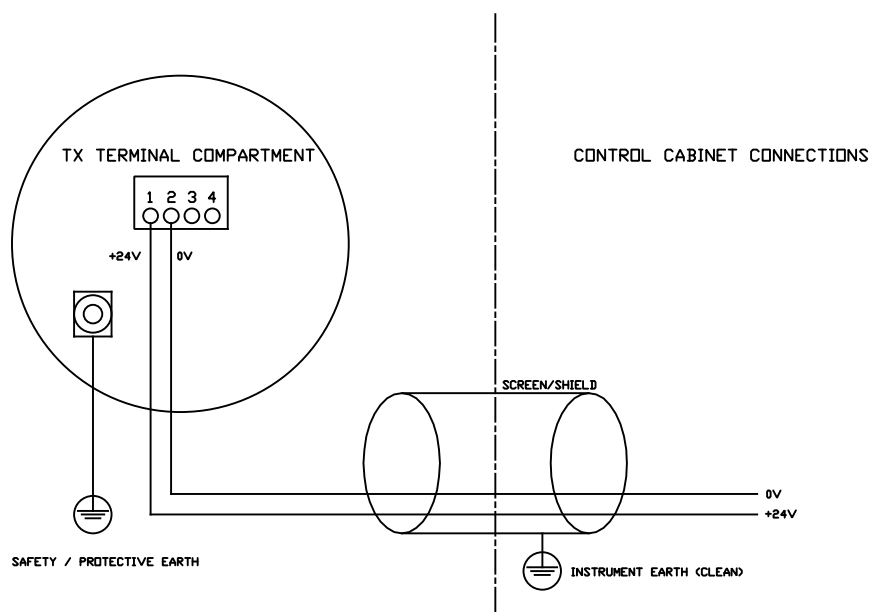 TX TERMINAL COMPARTMENT
CONTROL CABINET CONNECTIONS
1 2 3 4
+24V 0V
SCREEN/SHIELD
0V
+24V
SAFETY / PROTECTIVE EARTH
INSTRUMENT EARTH (CLEAN)